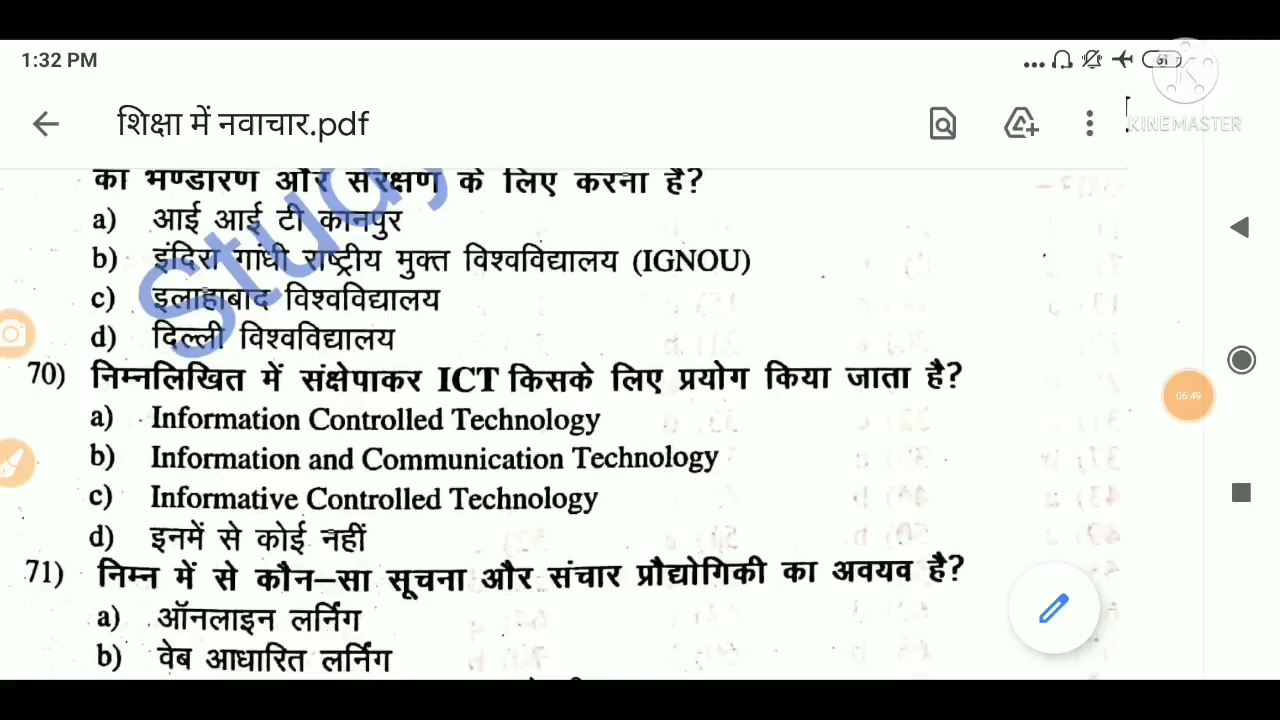 1:32 PM
शिक्षा में नवाचार.pdf
KINEMASTER
का भण्डारण और संरक्षण के लिए करना है?
a) आई आई टी कानपुर
b) इंदिरा गांधी राष्ट्रीय मुक्त विश्वविद्यालय (IGNOU)
c) इलाहाबाद विश्वविद्यालय
d) दिल्ली विश्वविद्यालय
Study
70) निम्नलिखित में संक्षेपाकर ICT किसके लिए प्रयोग किया जाता है?
a) Information Controlled Technology
b) Information and Communication Technology
c) Informative Controlled Technology
d) इनमें से कोई नहीं
06:49
71) निम्न में से कौन–सा सूचना और संचार प्रौद्योगिकी का अवयव है?
a) ऑनलाइन लर्निंग
b) वेब आधारित लर्निंग